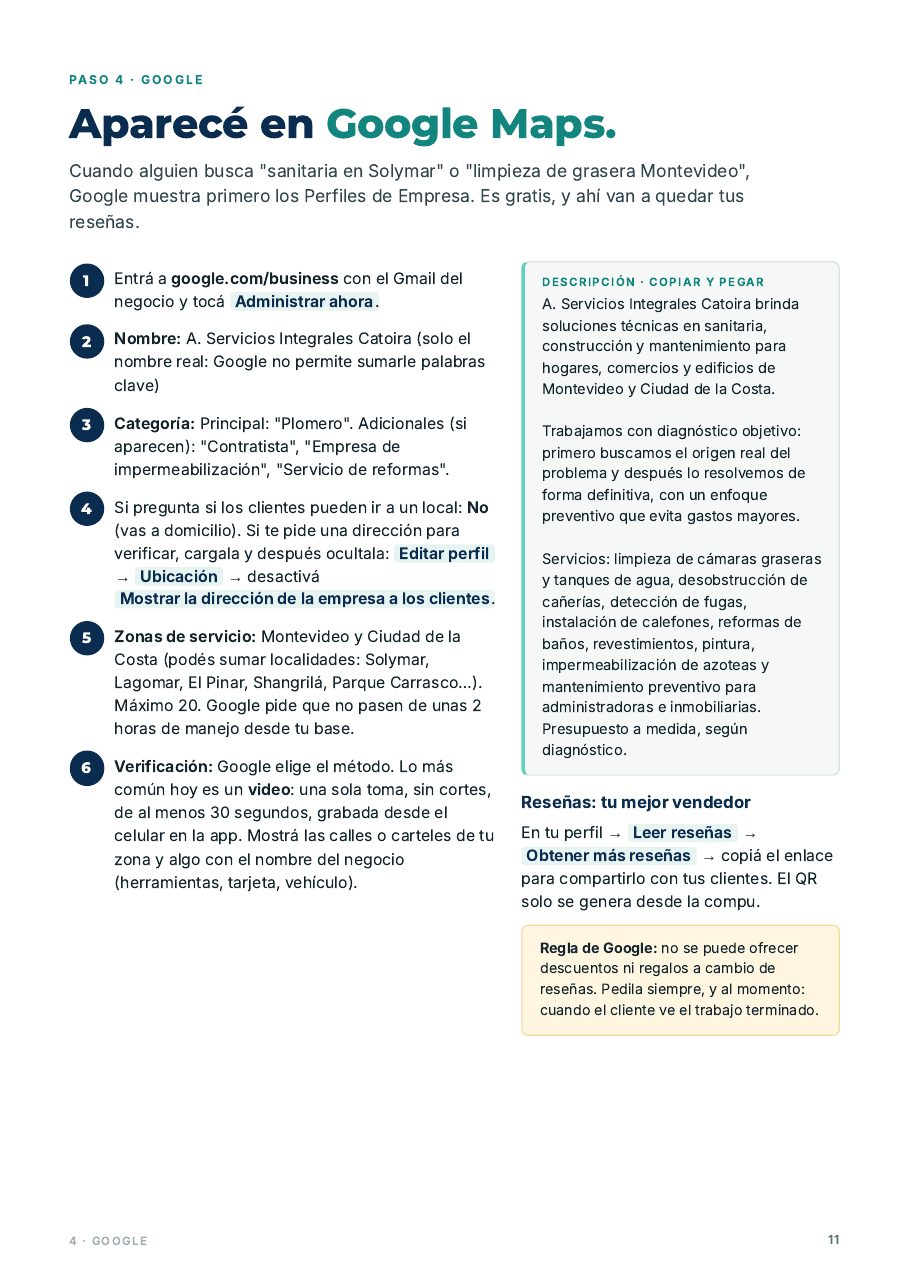 PASO 4 · GOOGLE
Aparecé en Google Maps.
Cuando alguien busca "sanitaria en Solymar" o "limpieza de grasera Montevideo",
Google muestra primero los Perfiles de Empresa. Es gratis, y ahí van a quedar tus
reseñas.
1
Entrá a google.com/business con el Gmail del
negocio y tocá Administrar ahora.
2
Nombre: A. Servicios Integrales Catoira (solo el
nombre real: Google no permite sumarle palabras
clave)
3
Categoría: Principal: "Plomero". Adicionales (si
aparecen): "Contratista", "Empresa de
impermeabilización", "Servicio de reformas".
4
Si pregunta si los clientes pueden ir a un local: No
(vas a domicilio). Si te pide una dirección para
verificar, cargala y después ocultala: Editar perfil
→ Ubicación → desactivá
Mostrar la dirección de la empresa a los clientes.
5
Zonas de servicio: Montevideo y Ciudad de la
Costa (podés sumar localidades: Solymar,
Lagomar, El Pinar, Shangrilá, Parque Carrasco...).
Máximo 20. Google pide que no pasen de unas 2
horas de manejo desde tu base.
6
Verificación: Google elige el método. Lo más
común hoy es un video: una sola toma, sin cortes,
de al menos 30 segundos, grabada desde el
celular en la app. Mostrá las calles o carteles de tu
zona y algo con el nombre del negocio
(herramientas, tarjeta, vehículo).
DESCRIPCIÓN · COPIAR Y PEGAR
A. Servicios Integrales Catoira brinda
soluciones técnicas en sanitaria,
construcción y mantenimiento para
hogares, comercios y edificios de
Montevideo y Ciudad de la Costa.
Trabajamos con diagnóstico objetivo:
primero buscamos el origen real del
problema y después lo resolvemos de
forma definitiva, con un enfoque
preventivo que evita gastos mayores.
Servicios: limpieza de cámaras graseras
y tanques de agua, desobstrucción de
cañerías, detección de fugas,
instalación de calefones, reformas de
baños, revestimientos, pintura,
impermeabilización de azoteas y
mantenimiento preventivo para
administradoras e inmobiliarias.
Presupuesto a medida, según
diagnóstico.
Reseñas: tu mejor vendedor
En tu perfil → Leer reseñas →
Obtener más reseñas → copiá el enlace
para compartirlo con tus clientes. El QR
solo se genera desde la compu.
Regla de Google: no se puede ofrecer
descuentos ni regalos a cambio de
reseñas. Pedila siempre, y al momento:
cuando el cliente ve el trabajo terminado.
4 · GOOGLE
11